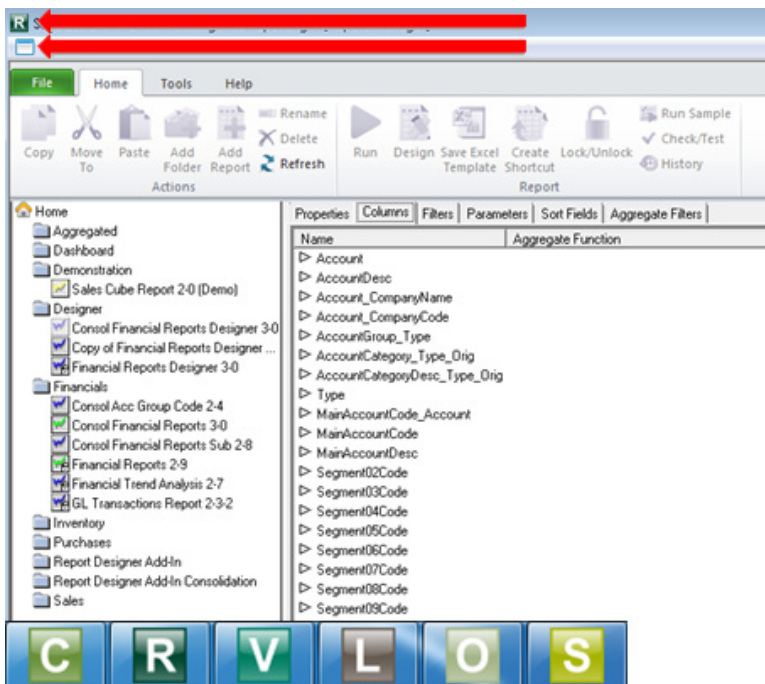 R S
File Home Tools Help
Copy Move To Paste Add Folder Add Report Rename Delete Refresh Run Design Save Excel Template Create Shortcut Lock/Unlock Run Sample Check/Test History
Actions Report
Home
Aggregated
Dashboard
Demonstration
Sales Cube Report 2-0 (Demo)
Designer
Consol Financial Reports Designer 3-0
Copy of Financial Reports Designer ...
Financial Reports Designer 3-0
Financials
Consol Acc Group Code 2-4
Consol Financial Reports 3-0
Consol Financial Reports Sub 2-8
Financial Reports 2-9
Financial Trend Analysis 2-7
GL Transactions Report 2-3-2
Inventory
Purchases
Report Designer Add-In
Report Designer Add-In Consolidation
Sales
Properties Columns Filters Parameters Sort Fields Aggregate Filters
Name Aggregate Function
Account
AccountDesc
Account_CompanyName
Account_CompanyCode
AccountGroup_Type
AccountCategory_Type_Orig
AccountCategoryDesc_Type_Orig
Type
MainAccountCode_Account
MainAccountCode
MainAccountDesc
Segment02Code
Segment03Code
Segment04Code
Segment05Code
Segment06Code
Segment07Code
Segment08Code
Segment09Code
C R V L O S